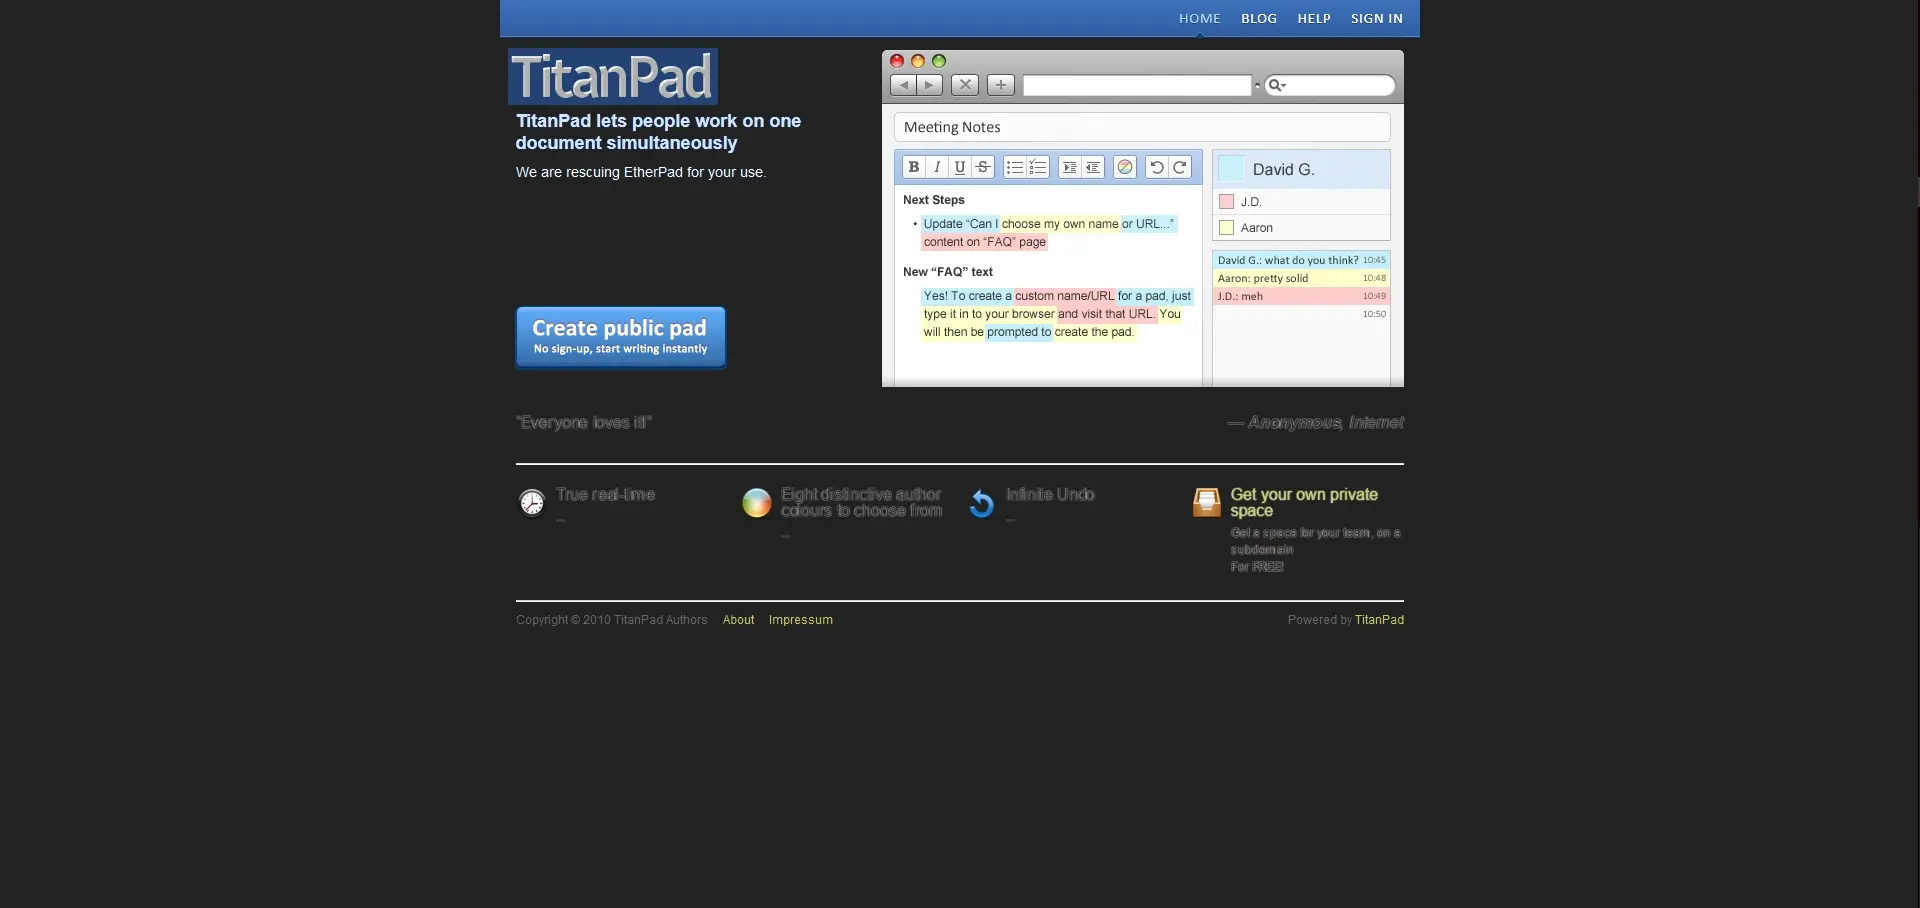 HOME BLOG HELP SIGN IN
TitanPad
TitanPad lets people work on one
document simultaneously
We are rescuing EtherPad for your use.
Create public pad
No sign-up, start writing instantly
Meeting Notes
B I U S
Next Steps
• Update “Can I choose my own name or URL...”
content on “FAQ” page
New “FAQ” text
Yes! To create a custom name/URL for a pad, just
type it in to your browser and visit that URL. You
will then be prompted to create the pad.
David G.
J.D.
Aaron
David G.: what do you think? 10:45
Aaron: pretty solid 10:48
J.D.: meh 10:49
10:50
“Everyone loves it!”
— Anonymous, Internet
True real-time
_
Eight distinctive author
colours to choose from
_
Infinite Undo
_
Get your own private
space
Get a space for your team, on a
subdomain
For FREE!
Copyright © 2010 TitanPad Authors About Impressum
Powered by TitanPad